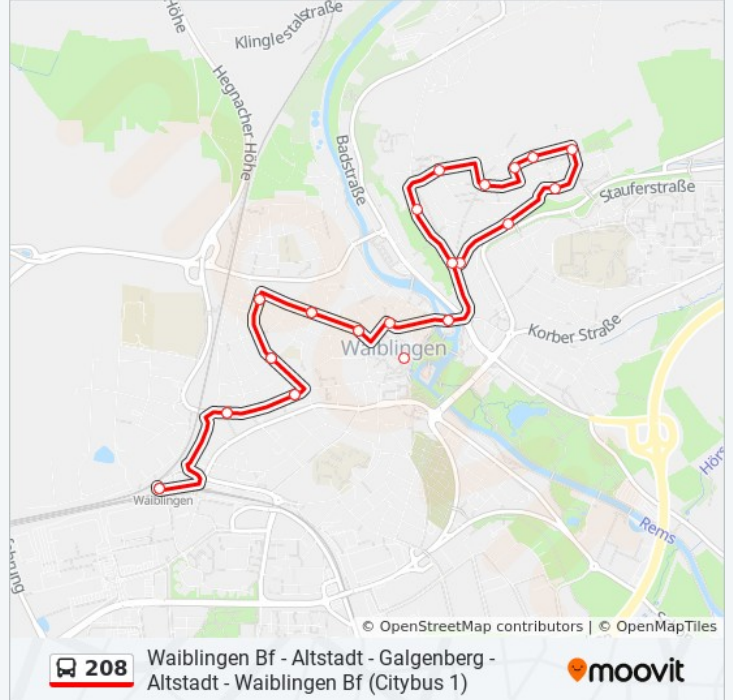 Höhe
Klinglestalstraße
Hegnacher Höhe
Badstraße
Stauferstraße
Korber Straße
Waiblingen
Waiblingen
Rems
© OpenStreetMap contributors | © OpenMapTiles
208
Waiblingen Bf - Altstadt - Galgenberg -
Altstadt - Waiblingen Bf (Citybus 1)
moovit